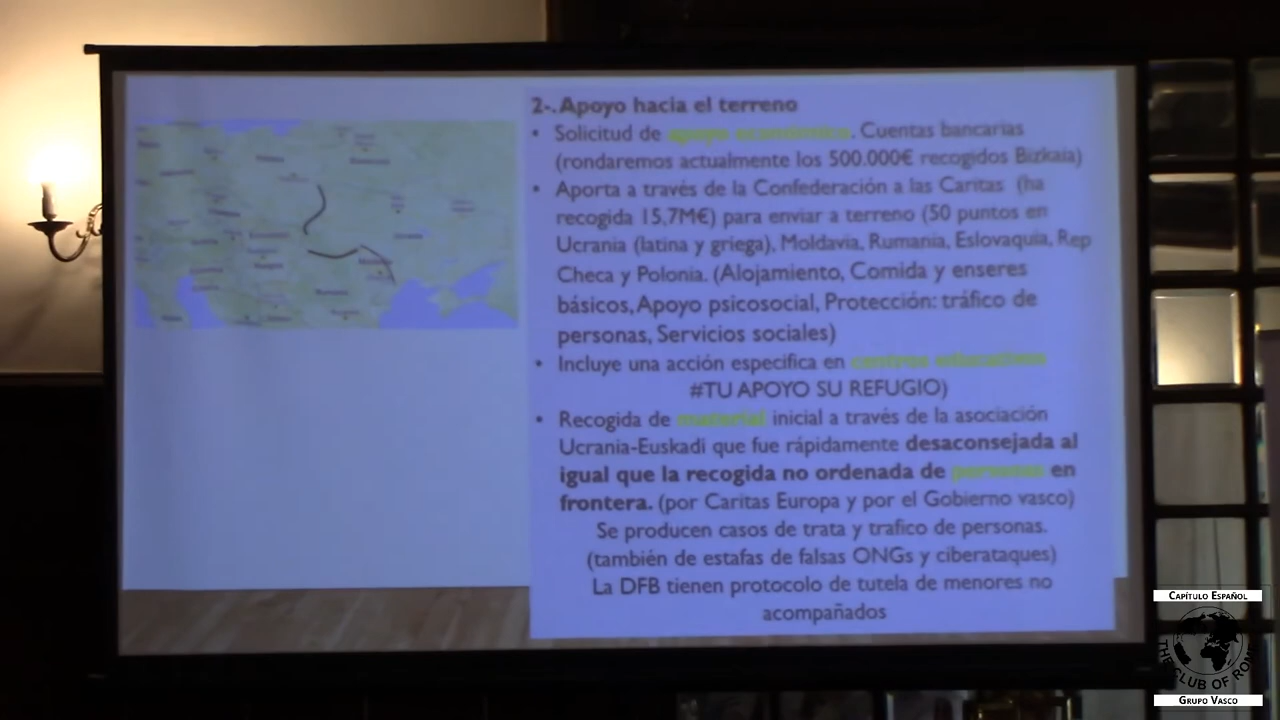 2-. Apoyo hacia el terreno
• Solicitud de apoyo económico. Cuentas bancarias
(rondaremos actualmente los 500.000€ recogidos Bizkaia)
• Aporta a través de la Confederación a las Caritas (ha
recogida 15,7M€) para enviar a terreno (50 puntos en
Ucrania (latina y griega), Moldavia, Rumania, Eslovaquia, Rep
Checa y Polonia. (Alojamiento, Comida y enseres
básicos, Apoyo psicosocial, Protección: tráfico de
personas, Servicios sociales)
• Incluye una acción especifica en centros educativos
#TU APOYO SU REFUGIO)
• Recogida de material inicial a través de la asociación
Ucrania-Euskadi que fue rápidamente desaconsejada al
igual que la recogida no ordenada de personas en
frontera. (por Caritas Europa y por el Gobierno vasco)
Se producen casos de trata y trafico de personas.
(también de estafas de falsas ONGs y ciberataques)
La DFB tienen protocolo de tutela de menores no
acompañados
Capítulo Español
THE CLUB OF ROME
Grupo Vasco